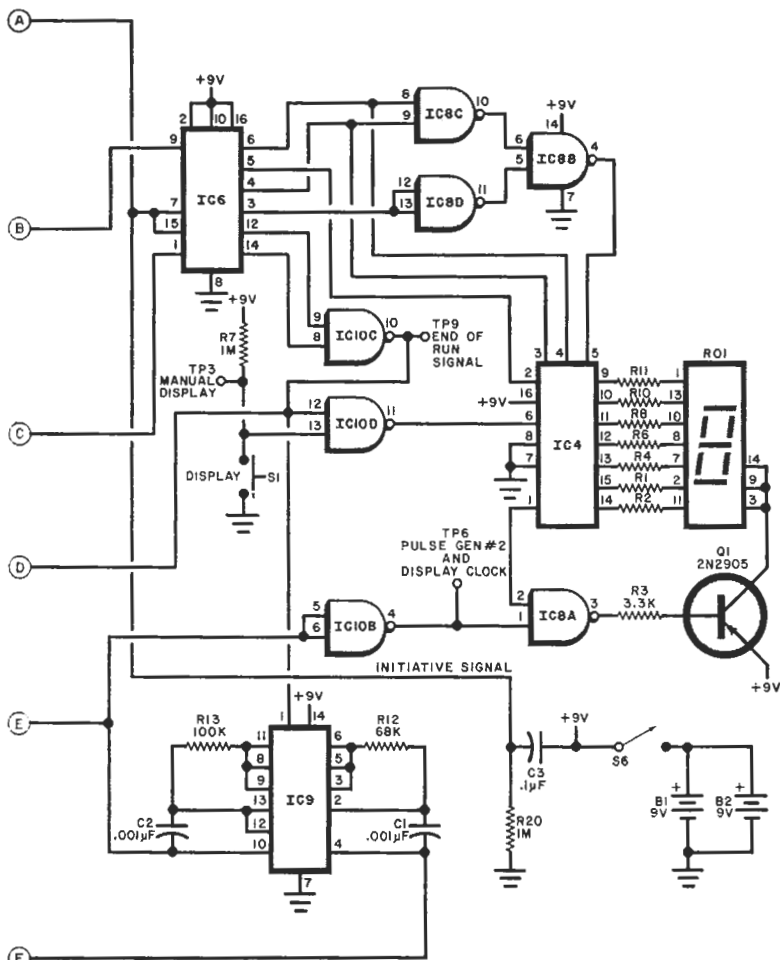 A
+9V
2 10 16
9
6
5
4
7
3
15
12
1
14
IC6
8
B
8
9
IC8C
10
+9V
14
6
5
IC8B
4
7
12
13
IC8D
11
+9V
R7
1M
TP3
MANUAL
DISPLAY
9
8
IC10C
10
TP9
END OF
RUN
SIGNAL
C
12
13
IC10D
11
DISPLAY
S1
3 4 5
2
+9V 16
6
8
7
1
IC4
9
10
11
12
13
15
14
R11
R10
R8
R6
R4
R1
R2
RO1
1
13
10
8
7
2
11
14
9
3
D
TP6
PULSE GEN#2
AND
DISPLAY CLOCK
5
6
IC10B
4
2
1
IC8A
3
R3
3.3K
Q1
2N2905
+9V
INITIATIVE SIGNAL
E
R13
100K
+9V
1 14
R12
68K
11
8
9
13
12
10
IC9
6
5
3
2
4
7
C2
.001µF
C1
.001µF
+9V
C3
.1µF
S6
R20
1M
+
B1
9V
+
B2
9V
F